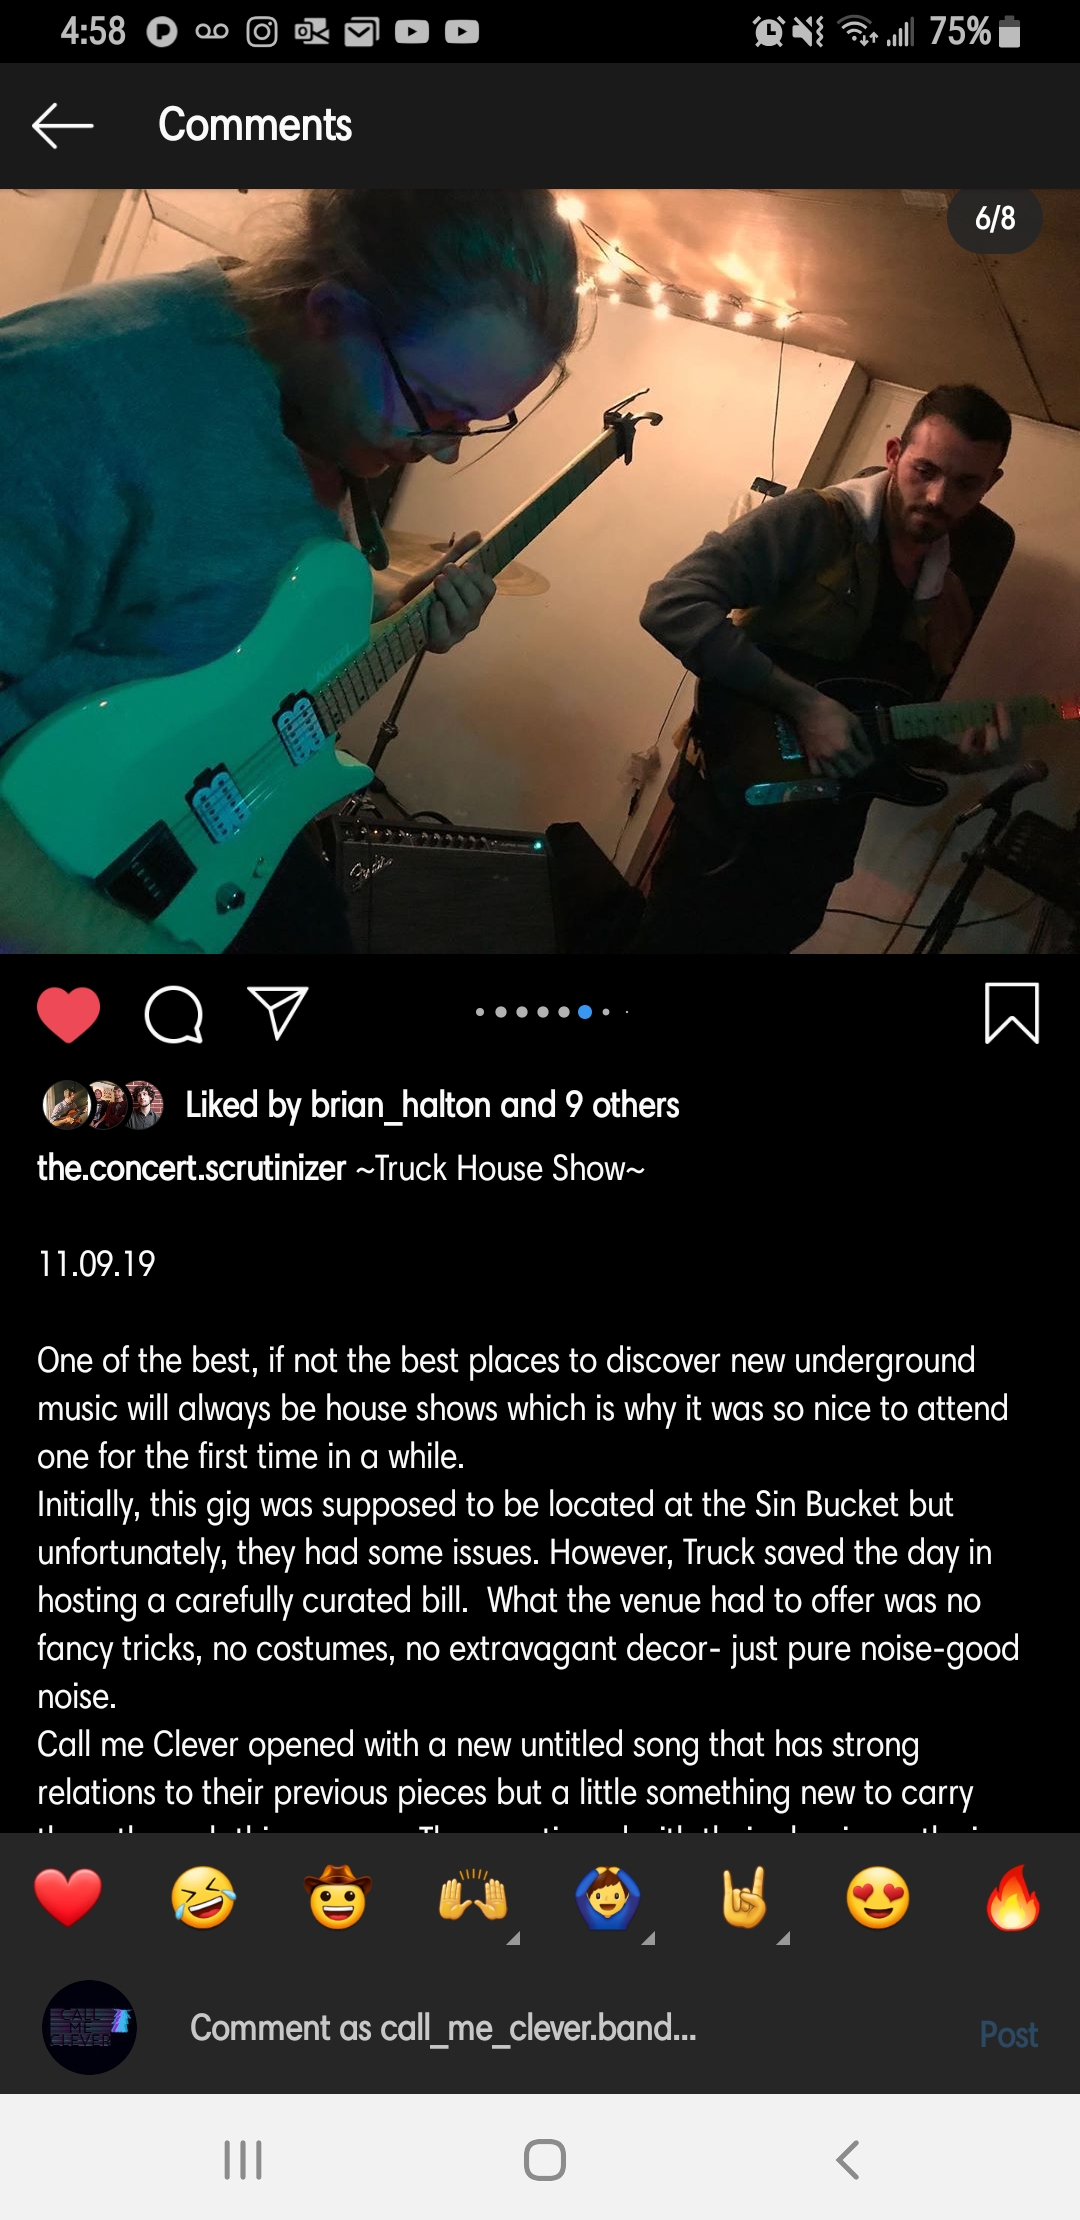 4:58
75%
Comments
6/8
Fender
Liked by brian_halton and 9 others
the.concert.scrutinizer ~Truck House Show~
11.09.19
One of the best, if not the best places to discover new underground
music will always be house shows which is why it was so nice to attend
one for the first time in a while.
Initially, this gig was supposed to be located at the Sin Bucket but
unfortunately, they had some issues. However, Truck saved the day in
hosting a carefully curated bill.  What the venue had to offer was no
fancy tricks, no costumes, no extravagant decor- just pure noise-good
noise.
Call me Clever opened with a new untitled song that has strong
relations to their previous pieces but a little something new to carry
CALL
ME
CLEVER
Comment as call_me_clever.band...
Post